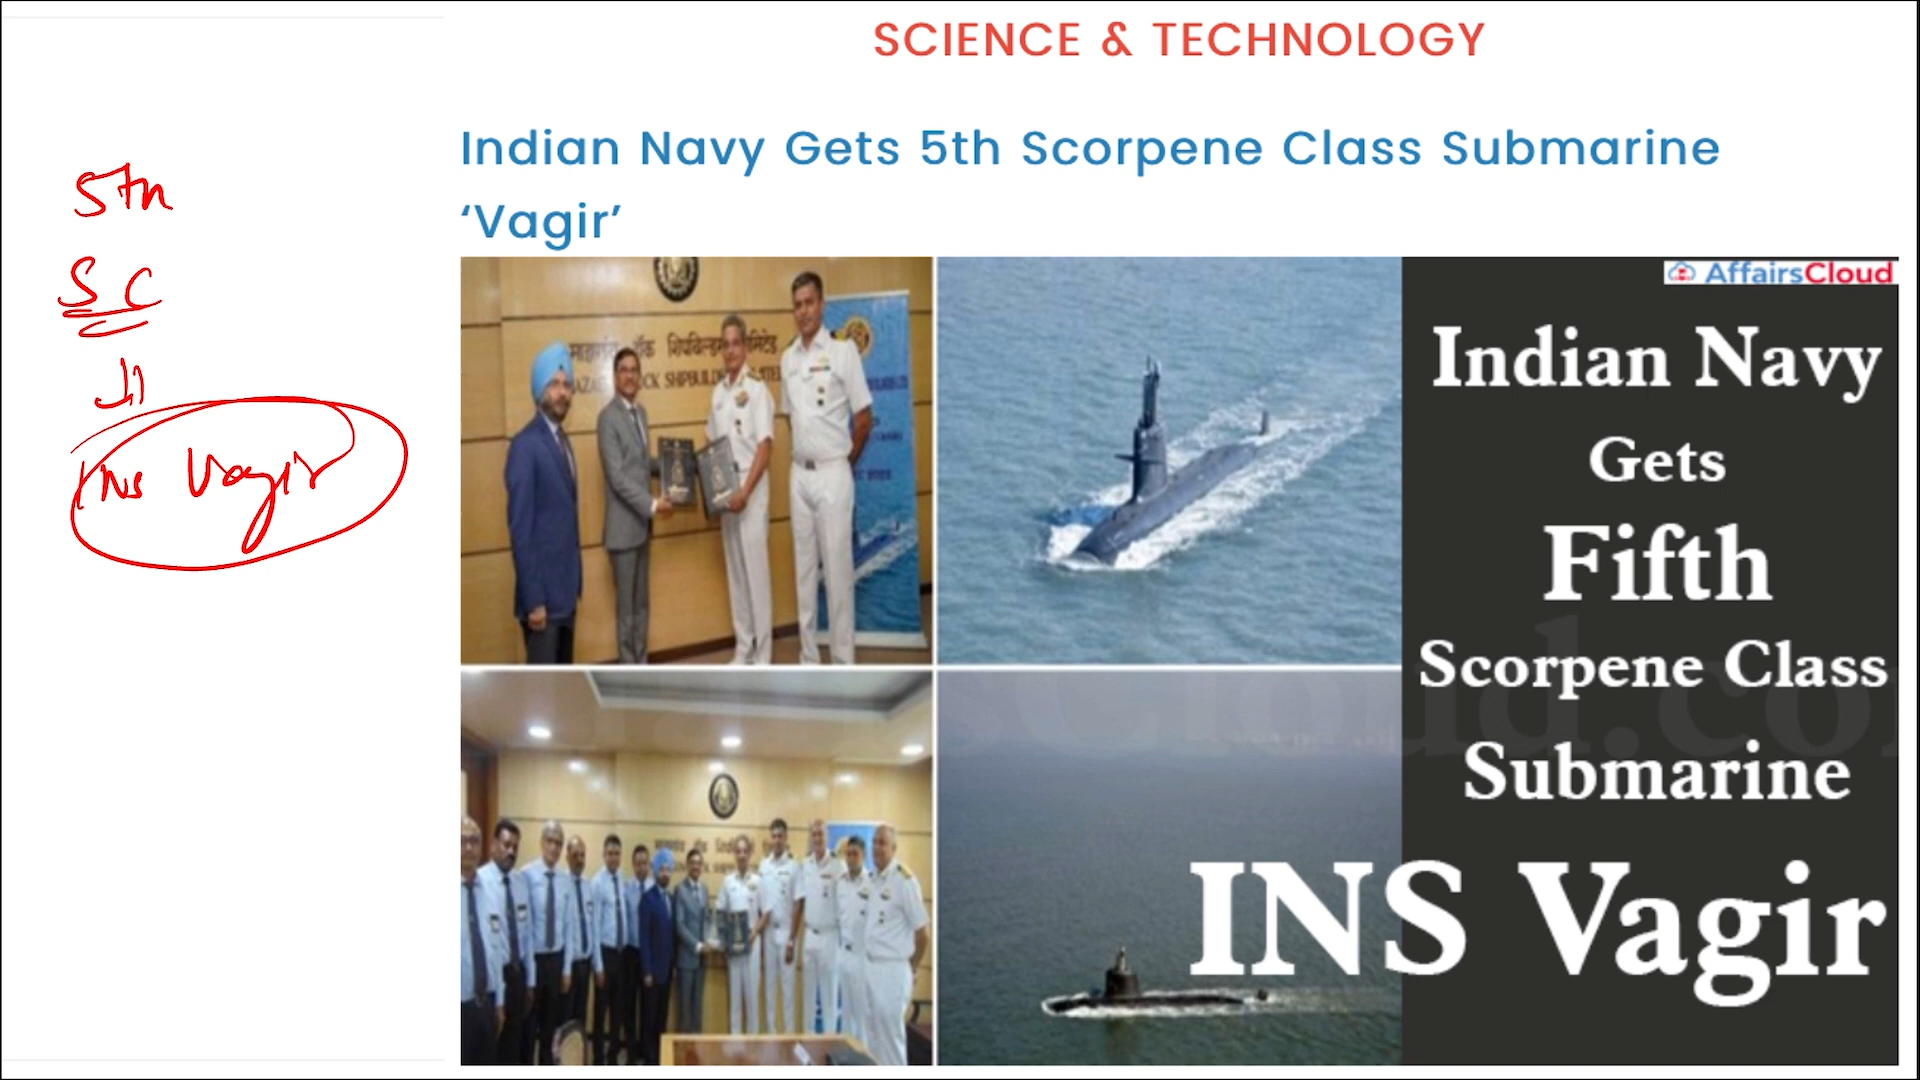 SCIENCE & TECHNOLOGY
Indian Navy Gets 5th Scorpene Class Submarine
‘Vagir’
5th
SC
INS Vagir
AffairsCloud
Indian Navy
Gets
Fifth
Scorpene Class
Submarine
INS Vagir